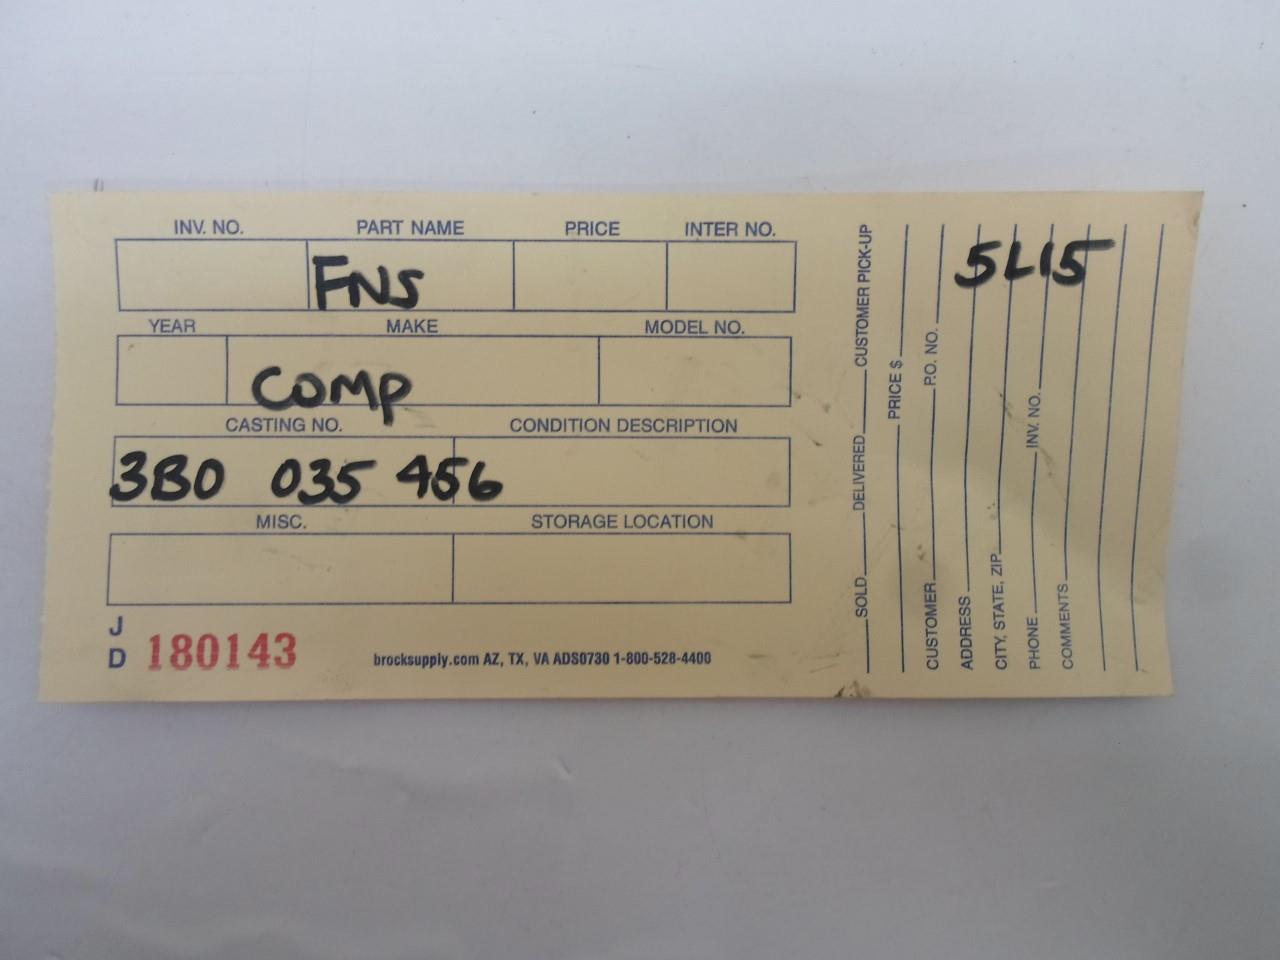 INV. NO. PART NAME PRICE INTER NO.
FNS
YEAR MAKE MODEL NO.
COMP
CASTING NO. CONDITION DESCRIPTION
3B0 035 456
MISC. STORAGE LOCATION
J
D 180143
brocksupply.com AZ, TX, VA ADS0730 1-800-528-4400
5L15
SOLD DELIVERED CUSTOMER PICK-UP
PRICE $
CUSTOMER P.O. NO.
ADDRESS
CITY, STATE, ZIP
PHONE INV. NO.
COMMENTS